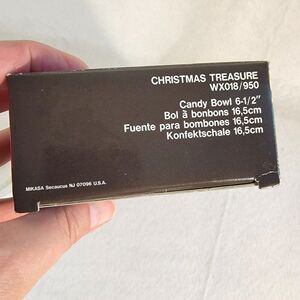 CHRISTMAS TREASURE
WX018/950
Candy Bowl 6-1/2"
Bol à bonbons 16,5cm
Fuente para bombones 16,5cm
Konfektschale 16,5cm
MIKASA Secaucus NJ 07096 U.S.A.